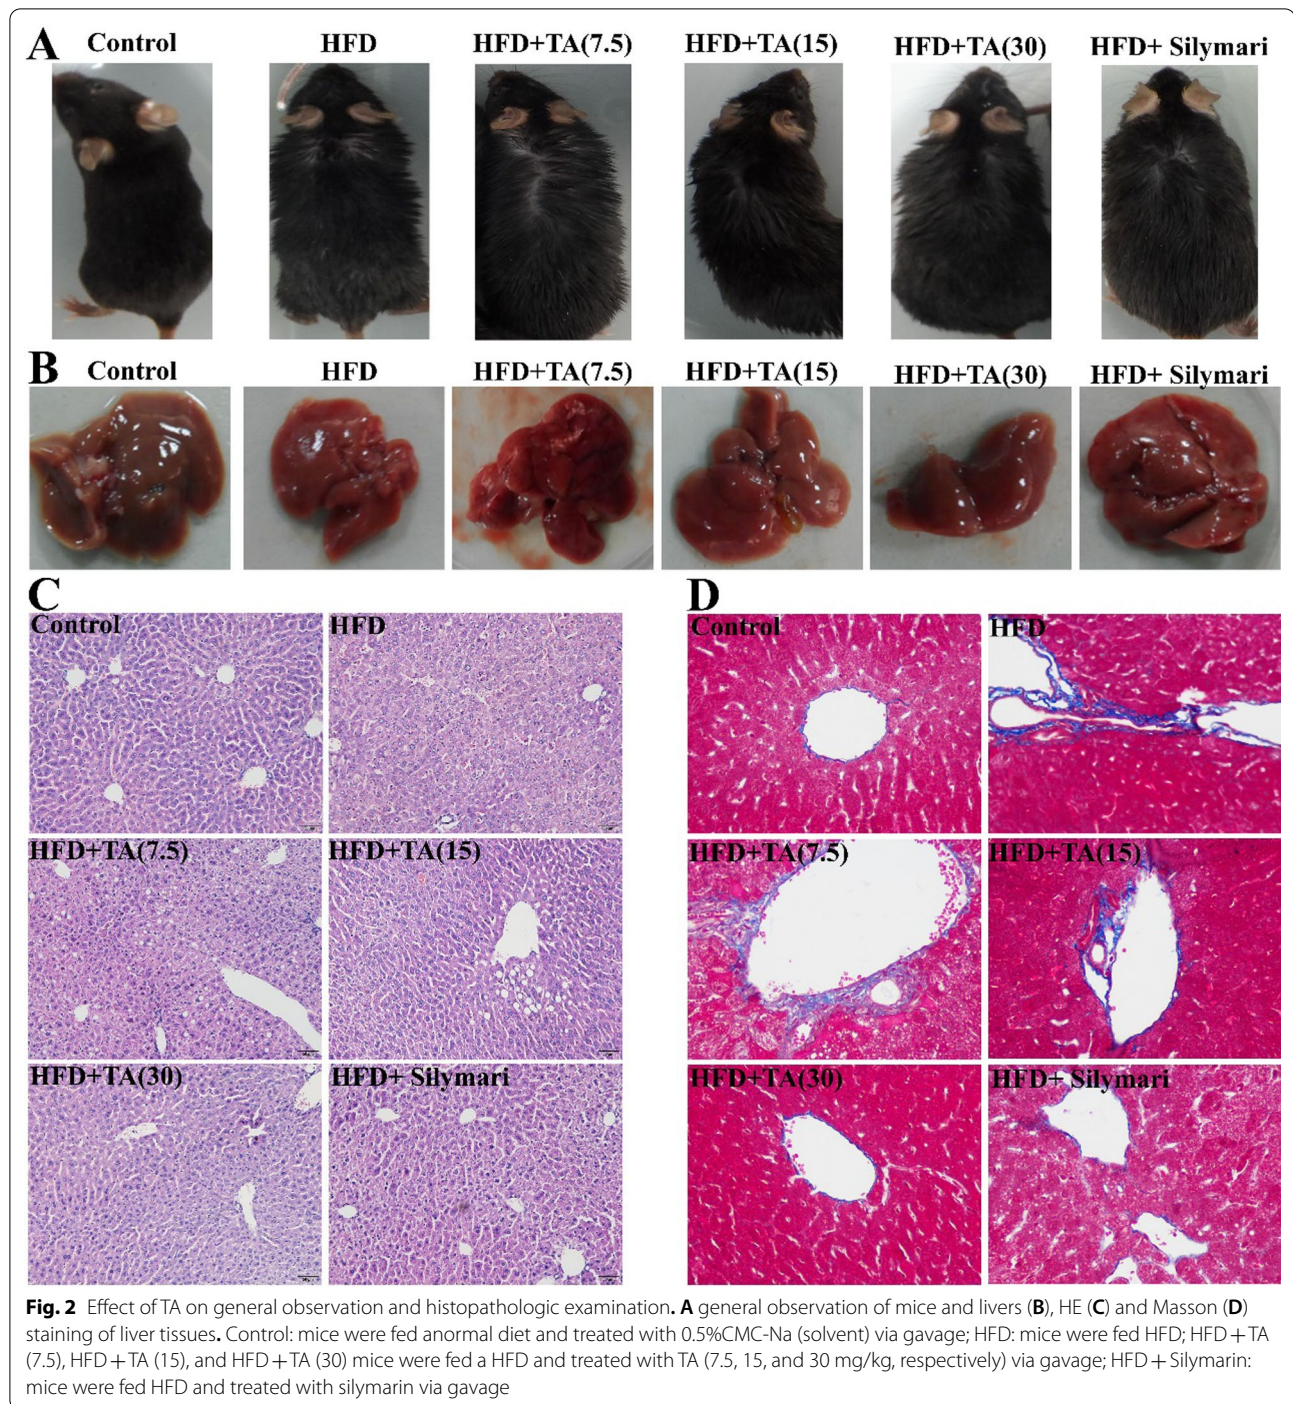 A
Control
HFD
HFD+TA(7.5)
HFD+TA(15)
HFD+TA(30)
HFD+ Silymari
B
Control
HFD
HFD+TA(7.5)
HFD+TA(15)
HFD+TA(30)
HFD+ Silymari
C
Control
HFD
HFD+TA(7.5)
HFD+TA(15)
HFD+TA(30)
HFD+ Silymari
D
Control
HFD
HFD+TA(7.5)
HFD+TA(15)
HFD+TA(30)
HFD+ Silymari
Fig. 2 Effect of TA on general observation and histopathologic examination. A general observation of mice and livers (B), HE (C) and Masson (D)
staining of liver tissues. Control: mice were fed anormal diet and treated with 0.5%CMC-Na (solvent) via gavage; HFD: mice were fed HFD; HFD + TA
(7.5), HFD + TA (15), and HFD + TA (30) mice were fed a HFD and treated with TA (7.5, 15, and 30 mg/kg, respectively) via gavage; HFD + Silymarin:
mice were fed HFD and treated with silymarin via gavage